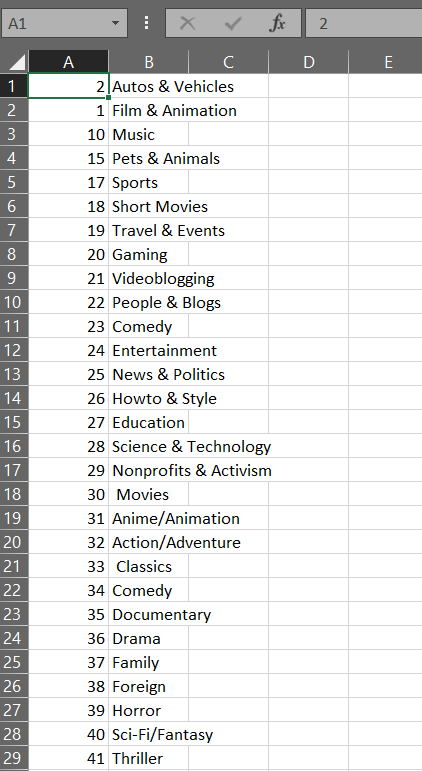 A1 fx 2
A B C D E
1 2 Autos & Vehicles
2 1 Film & Animation
3 10 Music
4 15 Pets & Animals
5 17 Sports
6 18 Short Movies
7 19 Travel & Events
8 20 Gaming
9 21 Videoblogging
10 22 People & Blogs
11 23 Comedy
12 24 Entertainment
13 25 News & Politics
14 26 Howto & Style
15 27 Education
16 28 Science & Technology
17 29 Nonprofits & Activism
18 30 Movies
19 31 Anime/Animation
20 32 Action/Adventure
21 33 Classics
22 34 Comedy
23 35 Documentary
24 36 Drama
25 37 Family
26 38 Foreign
27 39 Horror
28 40 Sci-Fi/Fantasy
29 41 Thriller